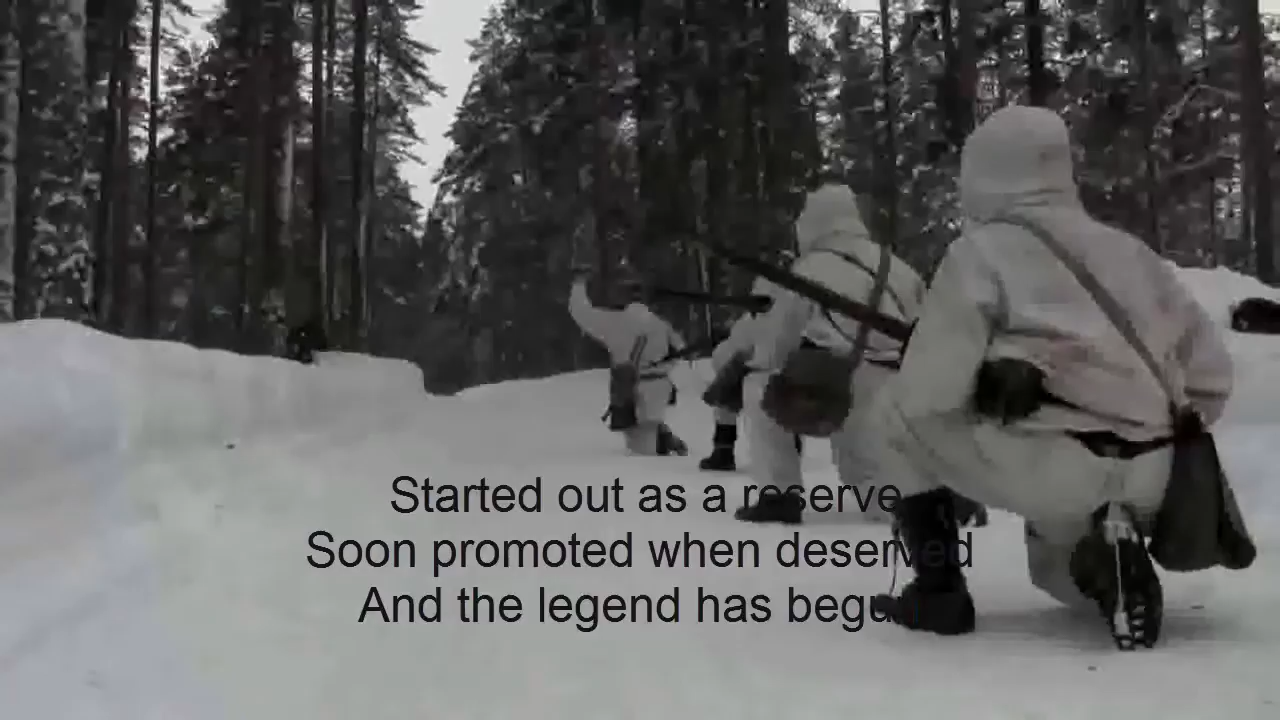 Started out as a reserve
Soon promoted when deserved
And the legend has begun